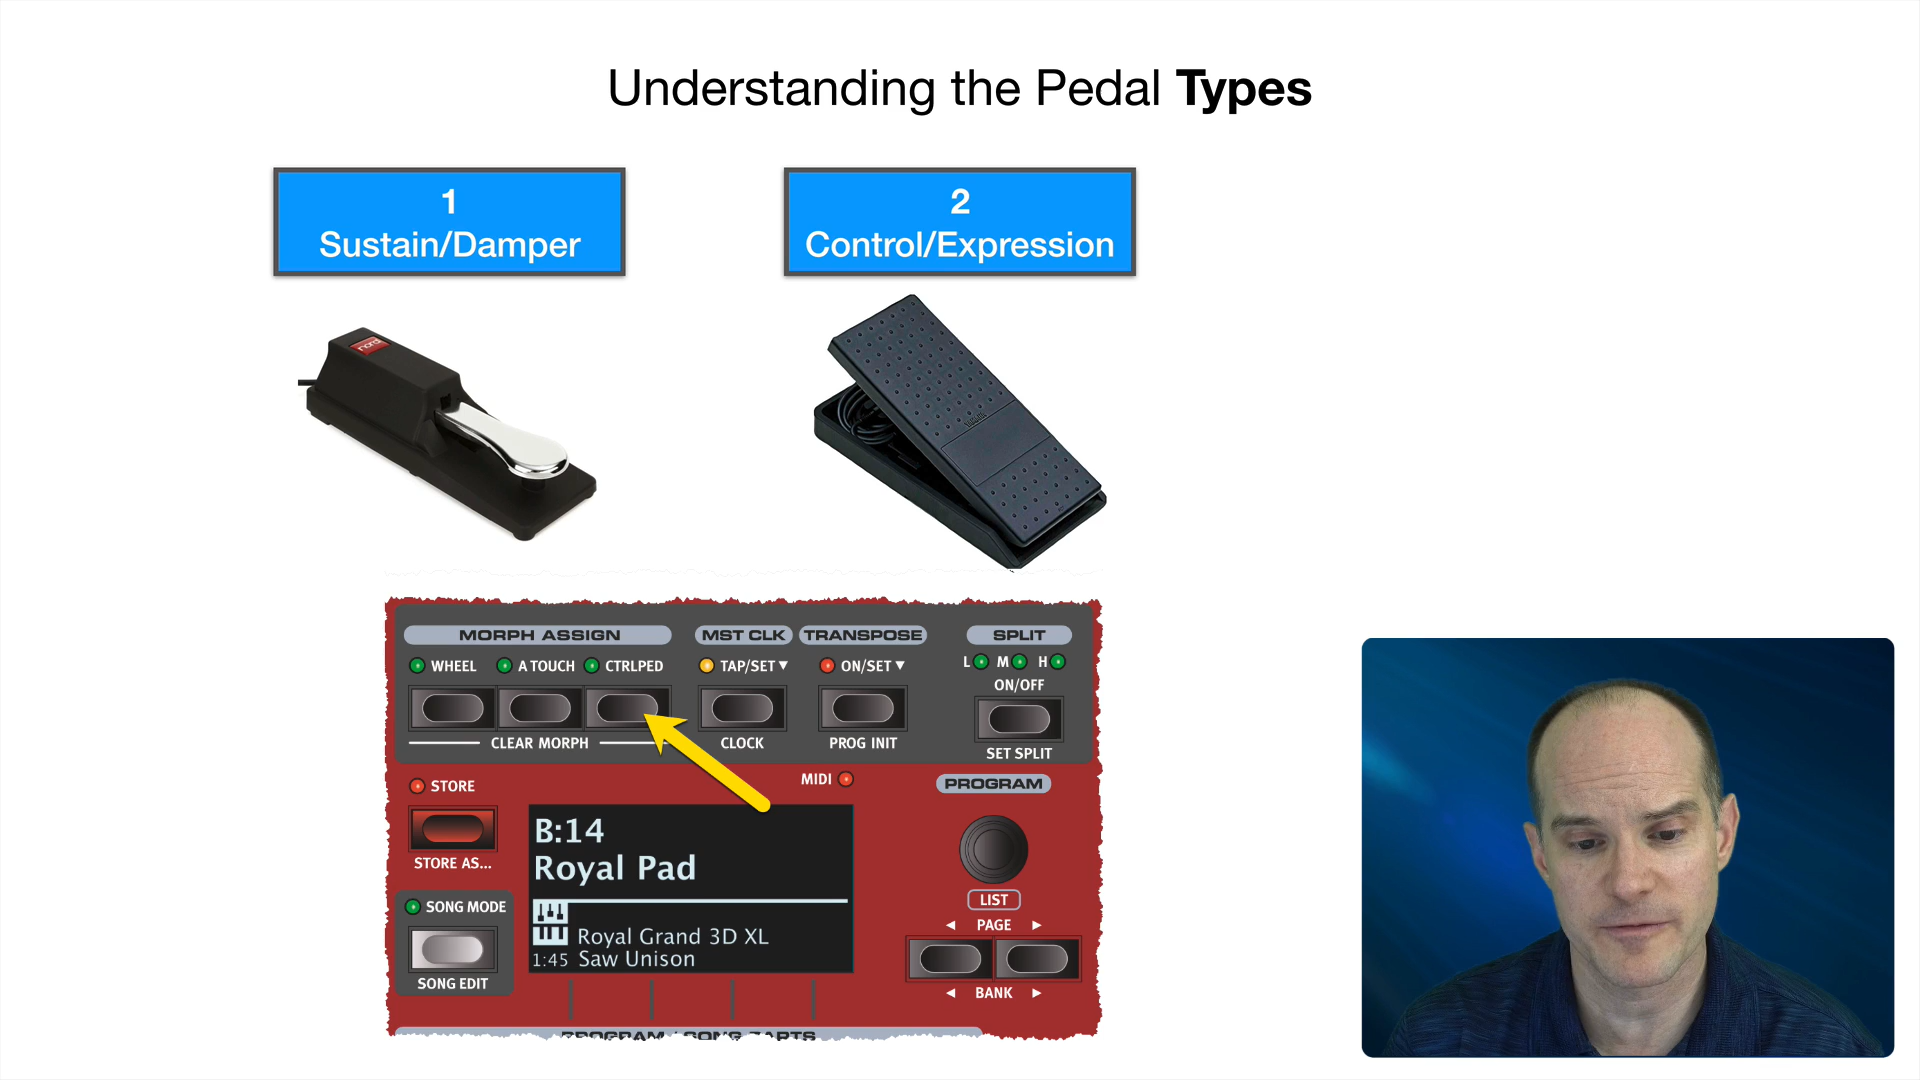 Understanding the Pedal Types
1
Sustain/Damper
2
Control/Expression
nord
MORPH ASSIGN
MST CLK
TRANSPOSE
SPLIT
WHEEL
A TOUCH
CTRLPED
TAP/SET ▼
ON/SET ▼
L M H
ON/OFF
CLEAR MORPH
CLOCK
PROG INIT
SET SPLIT
STORE
MIDI
PROGRAM
STORE AS...
B:14
Royal Pad
LIST
SONG MODE
◄ PAGE ►
Royal Grand 3D XL
1:45 Saw Unison
SONG EDIT
◄ BANK ►